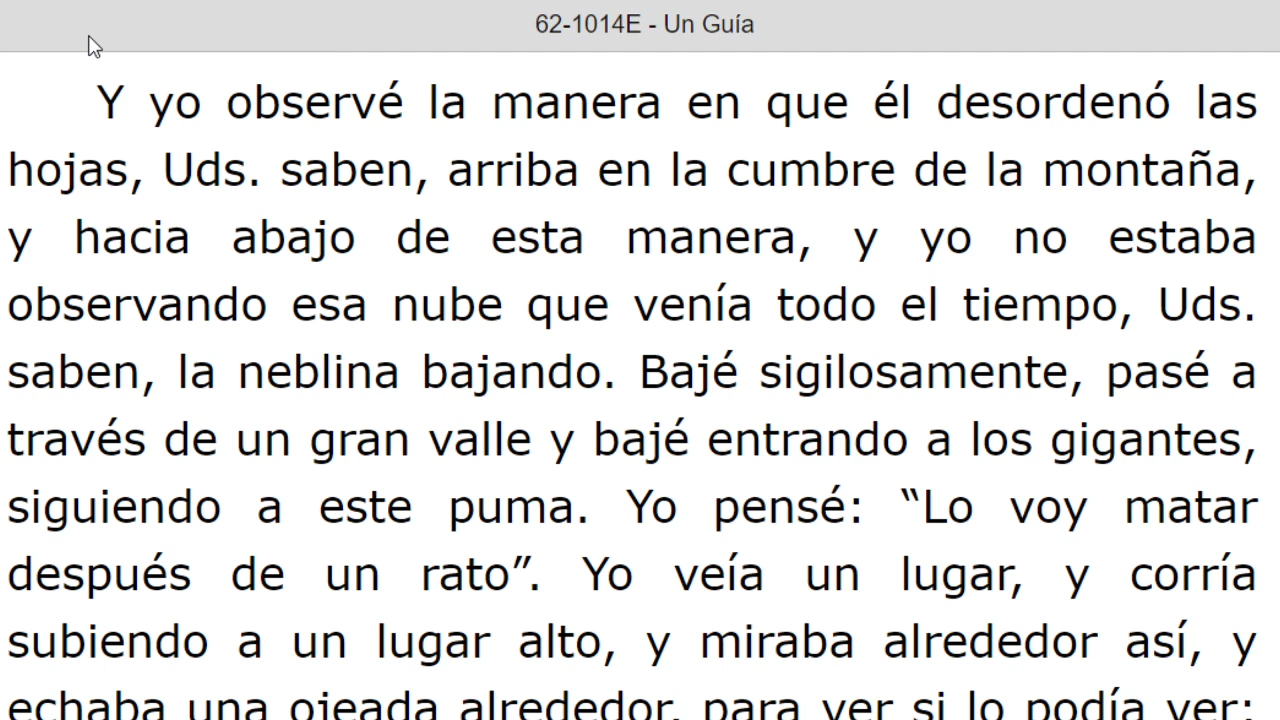 62-1014E - Un Guía
Y yo observé la manera en que él desordenó las
hojas, Uds. saben, arriba en la cumbre de la montaña,
y hacia abajo de esta manera, y yo no estaba
observando esa nube que venía todo el tiempo, Uds.
saben, la neblina bajando. Bajé sigilosamente, pasé a
través de un gran valle y bajé entrando a los gigantes,
siguiendo a este puma. Yo pensé: “Lo voy matar
después de un rato”. Yo veía un lugar, y corría
subiendo a un lugar alto, y miraba alrededor así, y
echaba una ojeada alrededor, para ver si lo podía ver;